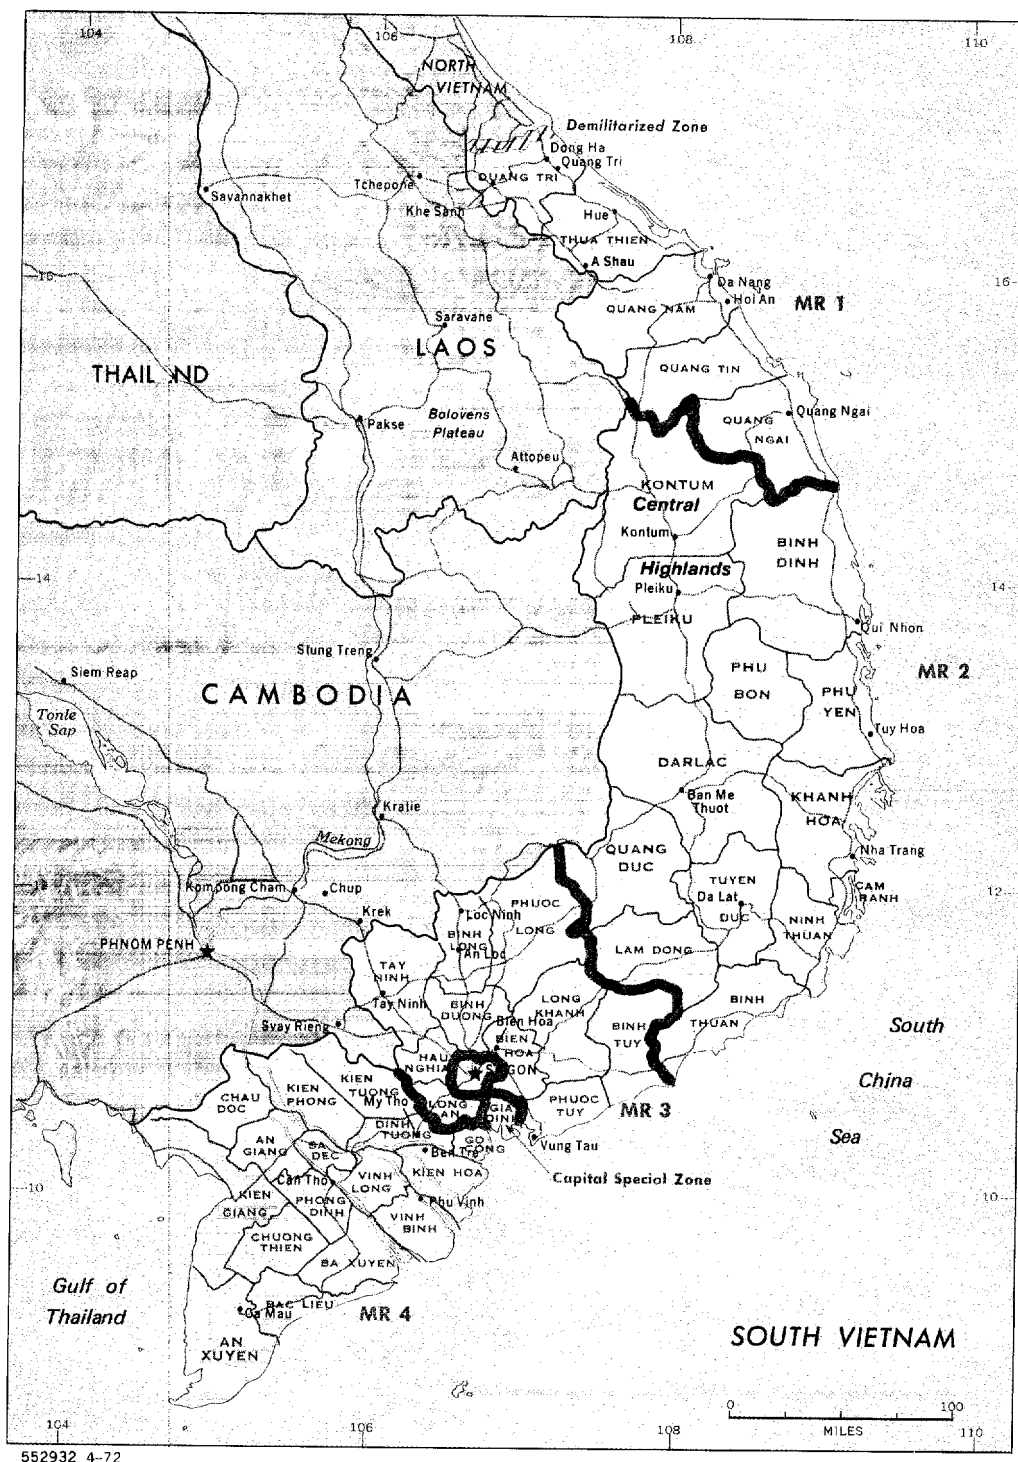 104
106
108
110
NORTH
VIETNAM
Demilitarized Zone
Dong Ha
Quang Tri
QUANG TRI
Tchepone
Savannakhet
Khe Sanh
Hue
THUA THIEN
A Shau
16
16
Da Nang
Hoi An
MR 1
QUANG NAM
Saravane
LAOS
THAILAND
QUANG TIN
Bolovens
Plateau
Pakse
Quang Ngai
QUANG
NGAI
Attopeu
KONTUM
Central
Kontum
BINH
DINH
Highlands
14
14
Pleiku
PLEIKU
Qui Nhon
Stung Treng
Siem Reap
CAMBODIA
PHU
BON
MR 2
PHU
YEN
Tonle
Sap
Tuy Hoa
DARLAC
Ban Me
Thuot
KHANH
HOA
Kratie
Mekong
QUANG
DUC
Nha Trang
Kompong Cham
Chup
TUYEN
DUC
Da Lat
CAM
RANH
12
PHUOC
LONG
Krek
Loc Ninh
BINH
LONG
An Loc
NINH
THUAN
PHNOM PENH
LAM DONG
TAY
NINH
Tay Ninh
BINH
DUONG
LONG
KHANH
BINH
THUAN
Svay Rieng
Bien Hoa
BIEN
HOA
BINH
TUY
South
China
Sea
HAU
NGHIA
SAIGON
KIEN
TUONG
KIEN
PHONG
CHAU
DOC
My Tho
LONG
AN
GIA
DINH
PHUOC
TUY
MR 3
DINH
TUONG
GO
CONG
Vung Tau
AN
GIANG
SA
DEC
Ben Tre
KIEN HOA
Capital Special Zone
Can Tho
VINH
LONG
10
10
KIEN
GIANG
PHONG
DINH
Phu Vinh
VINH
BINH
CHUONG
THIEN
BA XUYEN
Gulf of
Thailand
BAC LIEU
Ca Mau
MR 4
AN
XUYEN
SOUTH VIETNAM
0
100
MILES
104
106
108
110
552932 4-72